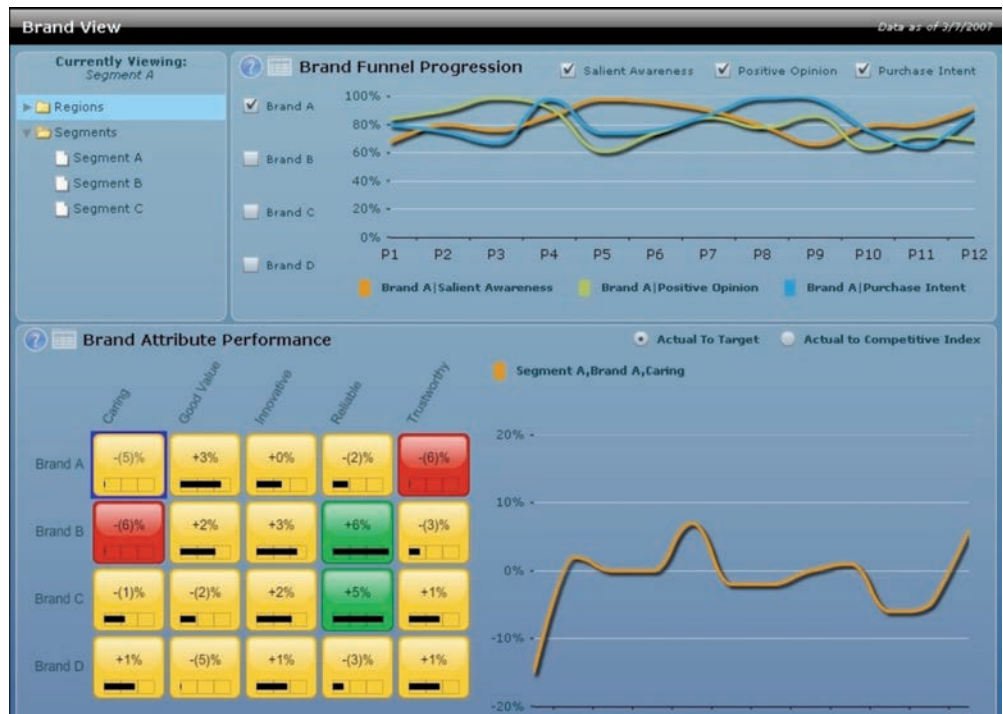 Brand View
Data as of 3/7/2007
Currently Viewing:
Segment A
Regions
Segments
Segment A
Segment B
Segment C
? Brand Funnel Progression
Salient Awareness Positive Opinion Purchase Intent
Brand A
Brand B
Brand C
Brand D
100%
80%
60%
40%
20%
0%
P1 P2 P3 P4 P5 P6 P7 P8 P9 P10 P11 P12
Brand A|Salient Awareness Brand A|Positive Opinion Brand A|Purchase Intent
? Brand Attribute Performance
Actual To Target Actual to Competitive Index
Caring Good Value Innovative Reliable Trustworthy
Brand A -(5)% +3% +0% -(2)% -(6)%
Brand B -(6)% +2% +3% +6% -(3)%
Brand C -(1)% -(2)% +2% +5% +1%
Brand D +1% -(5)% +1% -(3)% +1%
Segment A,Brand A,Caring
20%
10%
0%
-10%
-20%